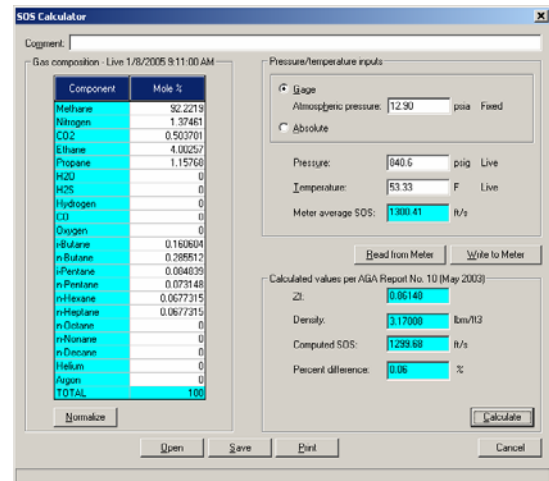 SOS Calculator
Comment:
Gas composition - Live 1/8/2005 9:11:00 AM
Component Mole %
Methane 92.2219
Nitrogen 1.37461
CO2 0.503701
Ethane 4.00257
Propane 1.15768
H2O 0
H2S 0
Hydrogen 0
CO 0
Oxygen 0
i-Butane 0.160604
n-Butane 0.285512
i-Pentane 0.084839
n-Pentane 0.073148
n-Hexane 0.0677315
n-Heptane 0.0677315
n-Octane 0
n-Nonane 0
n-Decane 0
Helium 0
Argon 0
TOTAL 100
Normalize
Pressure/temperature inputs
Gage
Atmospheric pressure: 12.90 psia Fixed
Absolute
Pressure: 840.6 psig Live
Temperature: 53.33 F Live
Meter average SOS: 1300.41 ft/s
Read from Meter Write to Meter
Calculated values per AGA Report No. 10 (May 2003)
Zf: 0.86148
Density: 3.17008 lbm/ft3
Computed SOS: 1299.68 ft/s
Percent difference: 0.06 %
Calculate
Open Save Print Cancel